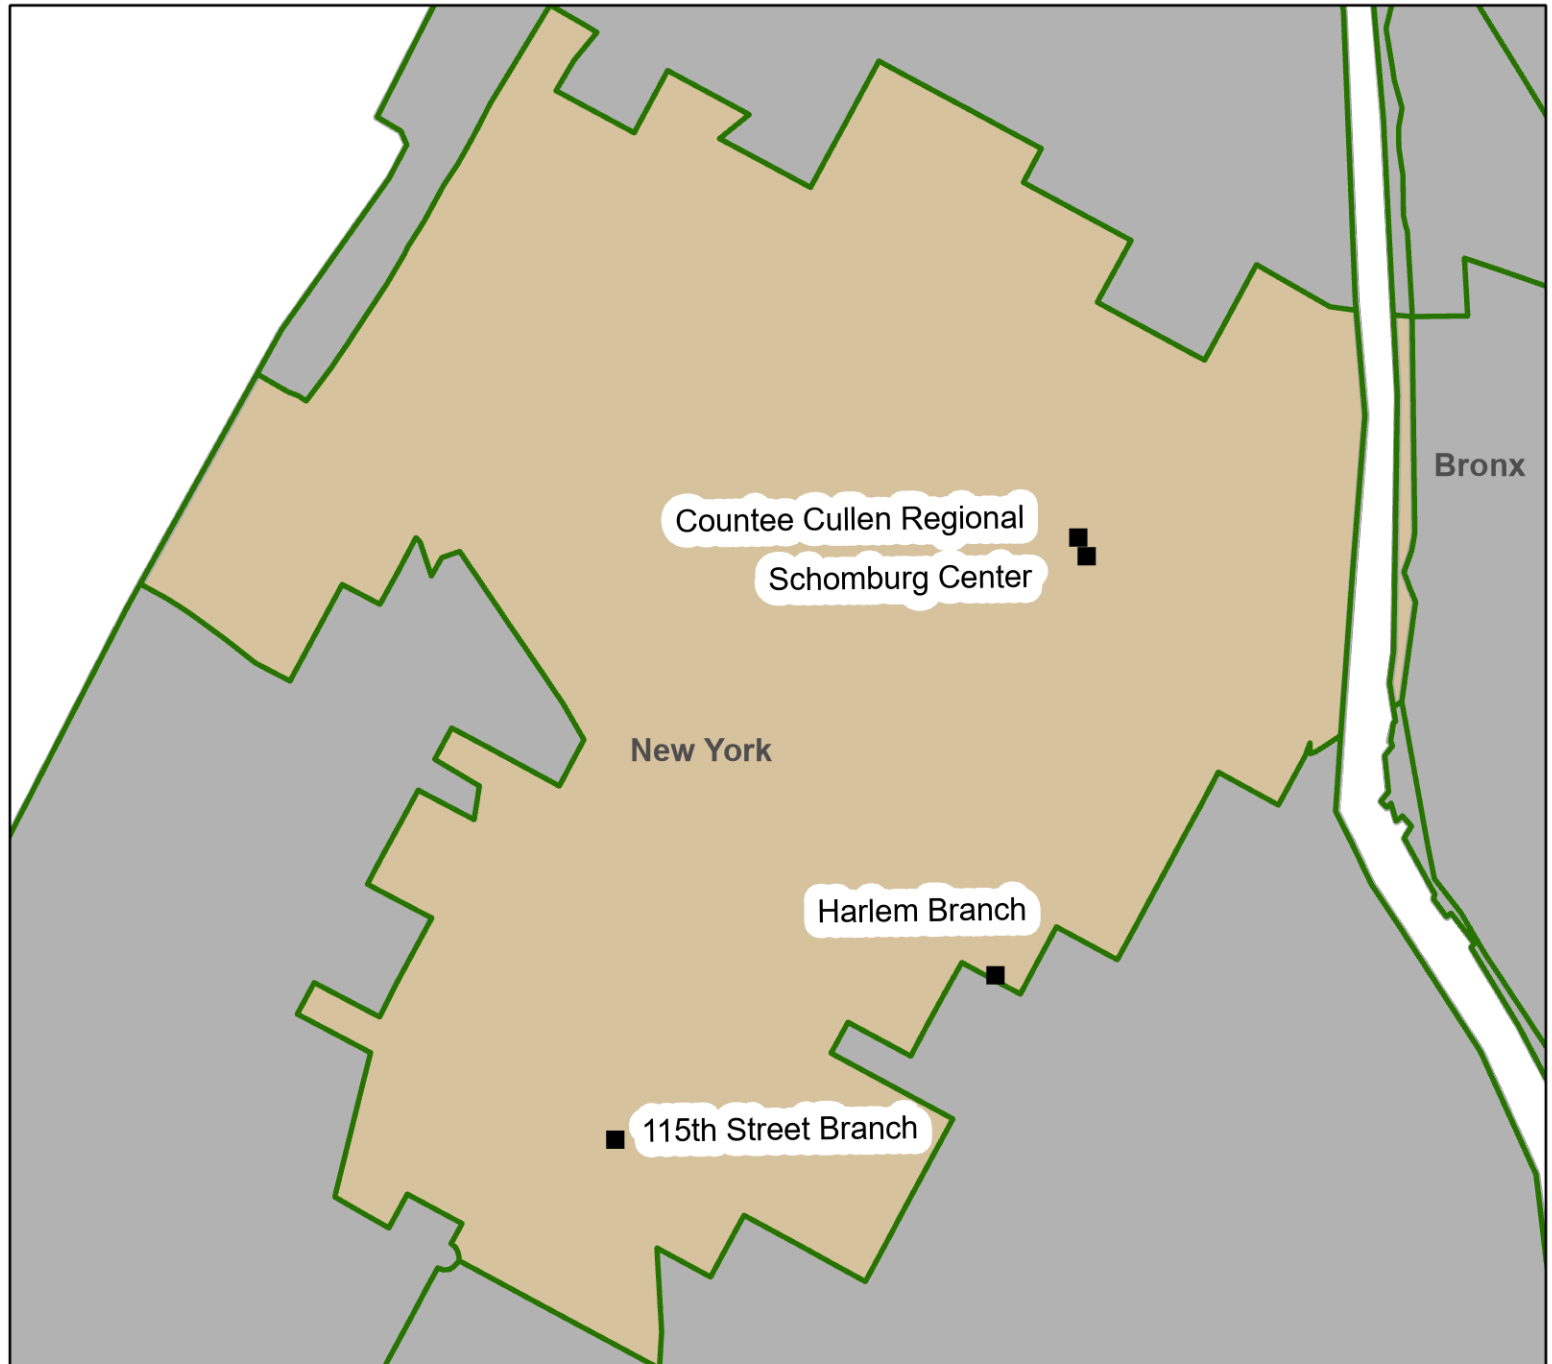 Bronx
Countee Cullen Regional
Schomburg Center
New York
Harlem Branch
115th Street Branch